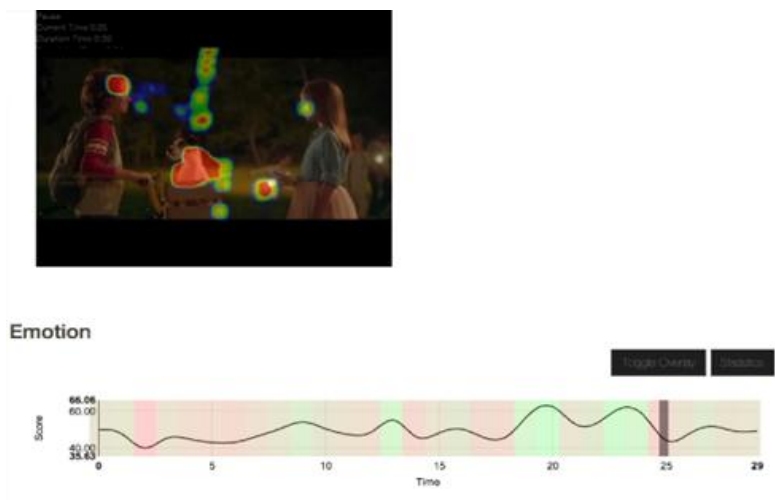 Pause
Current Time 0:25
Duration Time 0:30
Emotion
Toggle Overlay Statistics
66.06
60.00
Score
40.00
35.63
0 5 10 15 20 25 29
Time